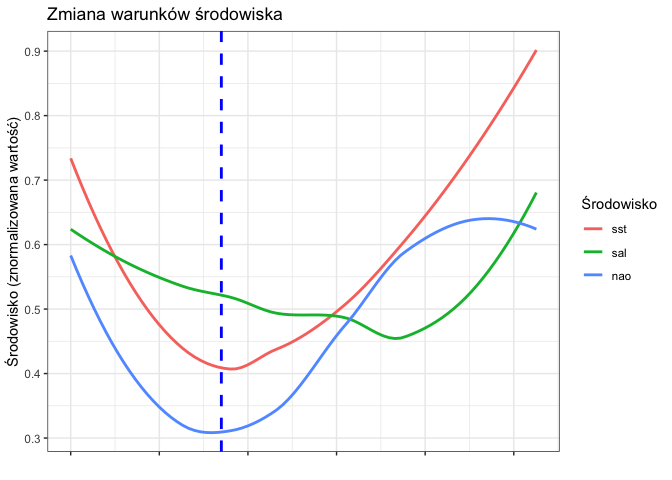 Zmiana warunków środowiska
Środowisko (znormalizowana wartość)
0.9
0.8
0.7
0.6
0.5
0.4
0.3
Środowisko
sst
sal
nao